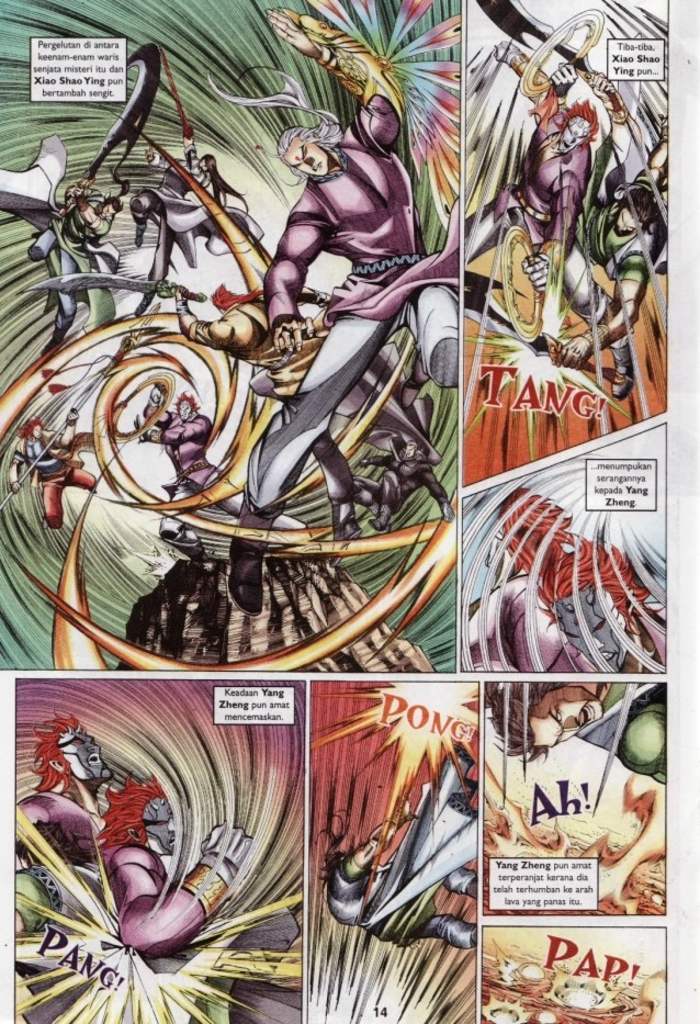 Pergelutan di antara
keenam-enam waris
senjata misteri itu dan
Xiao Shao Ying pun
bertambah sengit.
Tiba-tiba,
Xiao Shao
Ying pun...
TANG!
...menumpukan
serangannya
kepada Yang
Zheng.
Keadaan Yang
Zheng pun amat
mencemaskan.
PANG!
PONG!
Ah!
Yang Zheng pun amat
terperanjat kerana dia
telah terhumban ke arah
lava yang panas itu.
PAP!
14